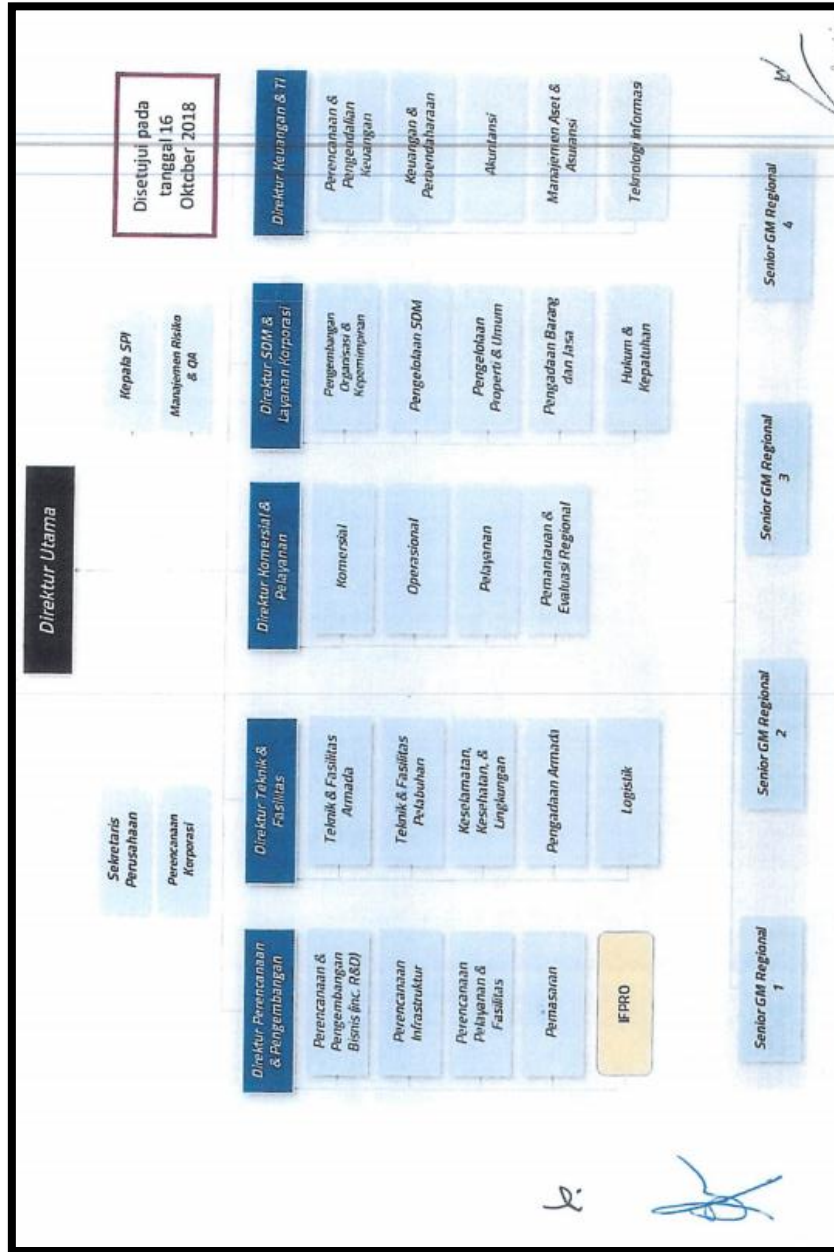 Direktur Utama
Sekretaris
Perusahaan
Perencanaan
Korporasi
Kepala SPI
Manajemen Risiko
& QA
Disetujui pada
tanggal 16
Oktober 2018
Direktur Perencanaan
& Pengembangan
Perencanaan &
Pengembangan
Bisnis (inc. R&D)
Perencanaan
Infrastruktur
Perencanaan
Pelayanan &
Fasilitas
Pemasaran
IFPRO
Direktur Teknik &
Fasilitas
Teknik & Fasilitas
Armada
Teknik & Fasilitas
Pelabuhan
Keselamatan,
Kesehatan, &
Lingkungan
Pengadaan Armada
Logistik
Direktur Komersial &
Pelayanan
Komersial
Operasional
Pelayanan
Pemantauan &
Evaluasi Regional
Direktur SDM &
Layanan Korporasi
Pengembangan
Organisasi &
Kepemimpinan
Pengelolaan SDM
Pengelolaan
Properti & Umum
Pengadaan Barang
dan Jasa
Hukum &
Kepatuhan
Direktur Keuangan & TI
Perencanaan &
Pengendalian
Keuangan
Keuangan &
Perbendaharaan
Akuntansi
Manajemen Aset &
Asuransi
Teknologi Informasi
Senior GM Regional
1
Senior GM Regional
2
Senior GM Regional
3
Senior GM Regional
4